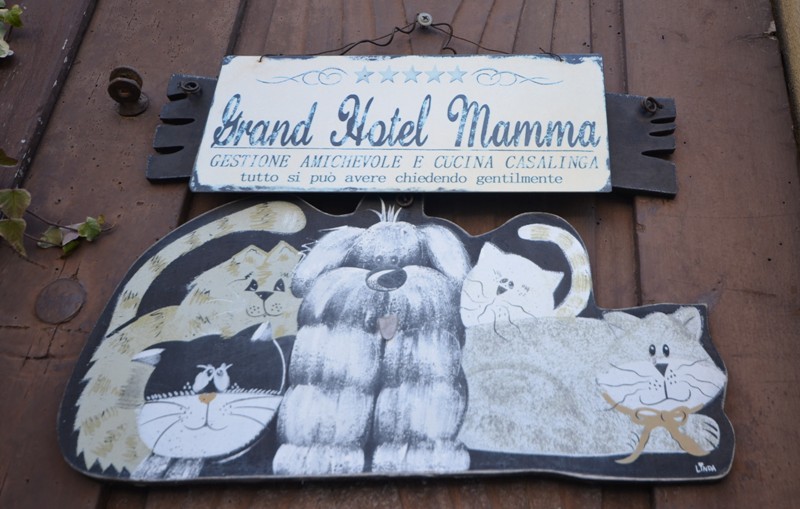 Grand Hotel Mamma
GESTIONE AMICHEVOLE E CUCINA CASALINGA
tutto si può avere chiedendo gentilmente
LINDA